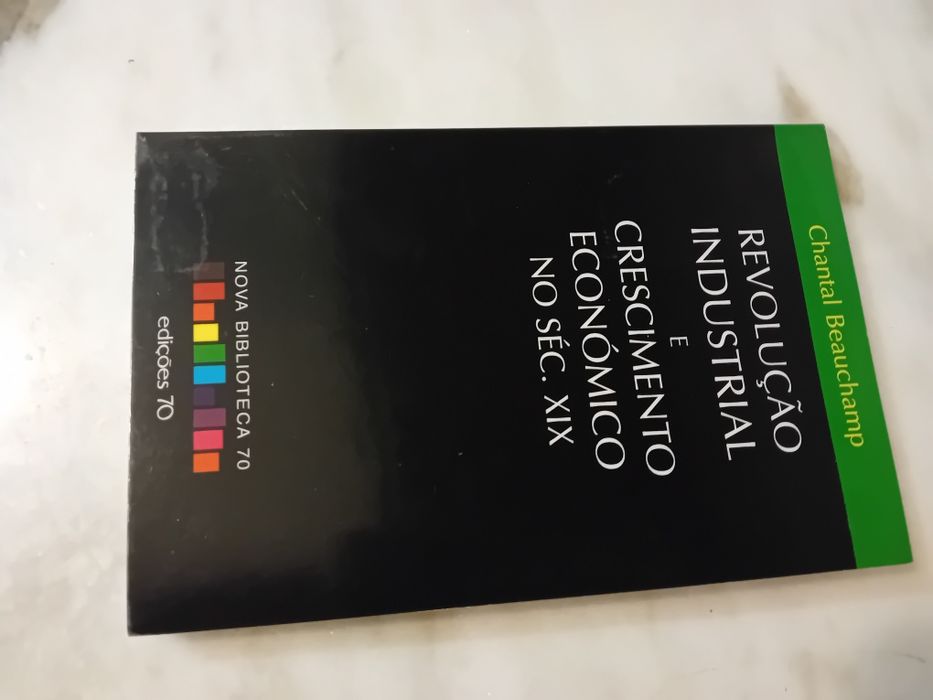 Chantal Beauchamp
REVOLUÇÃO
INDUSTRIAL
E
CRESCIMENTO
ECONÓMICO
NO SÉC. XIX
NOVA BIBLIOTECA 70
edições 70